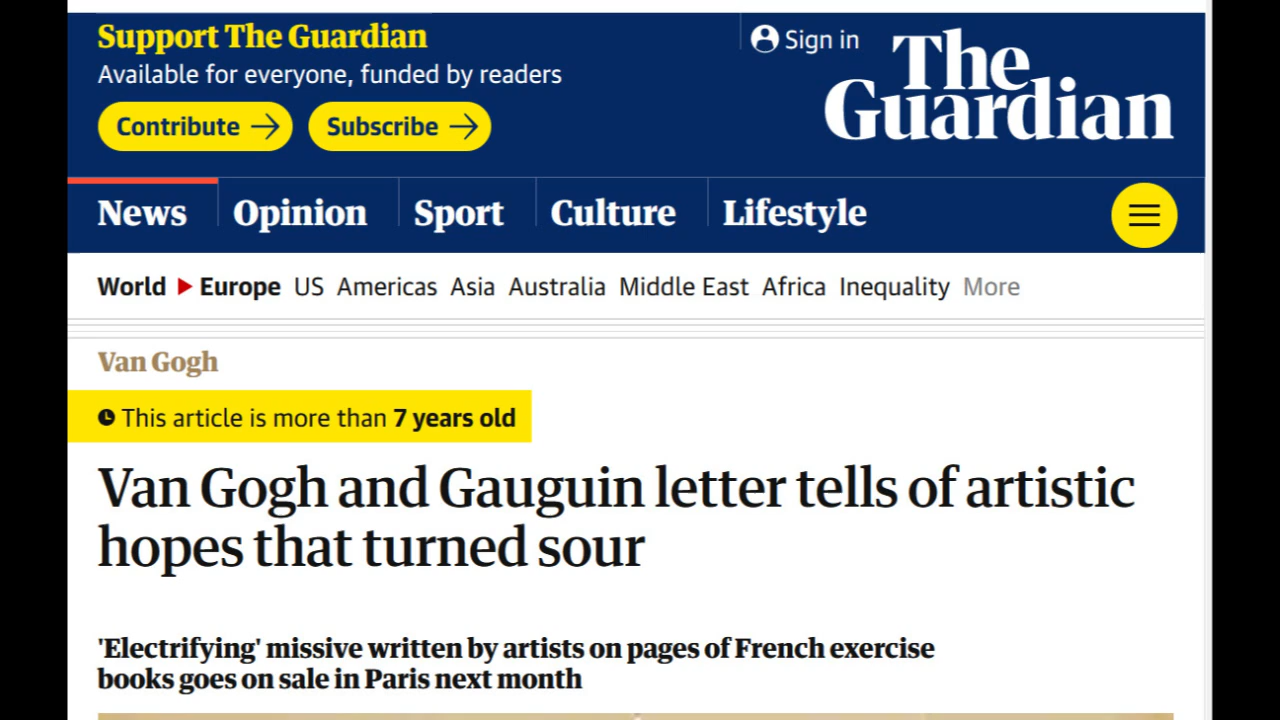 Support The Guardian
Available for everyone, funded by readers
Contribute → Subscribe →
Sign in
The
Guardian
News Opinion Sport Culture Lifestyle
World Europe US Americas Asia Australia Middle East Africa Inequality More
Van Gogh
This article is more than 7 years old
Van Gogh and Gauguin letter tells of artistic
hopes that turned sour
'Electrifying' missive written by artists on pages of French exercise
books goes on sale in Paris next month